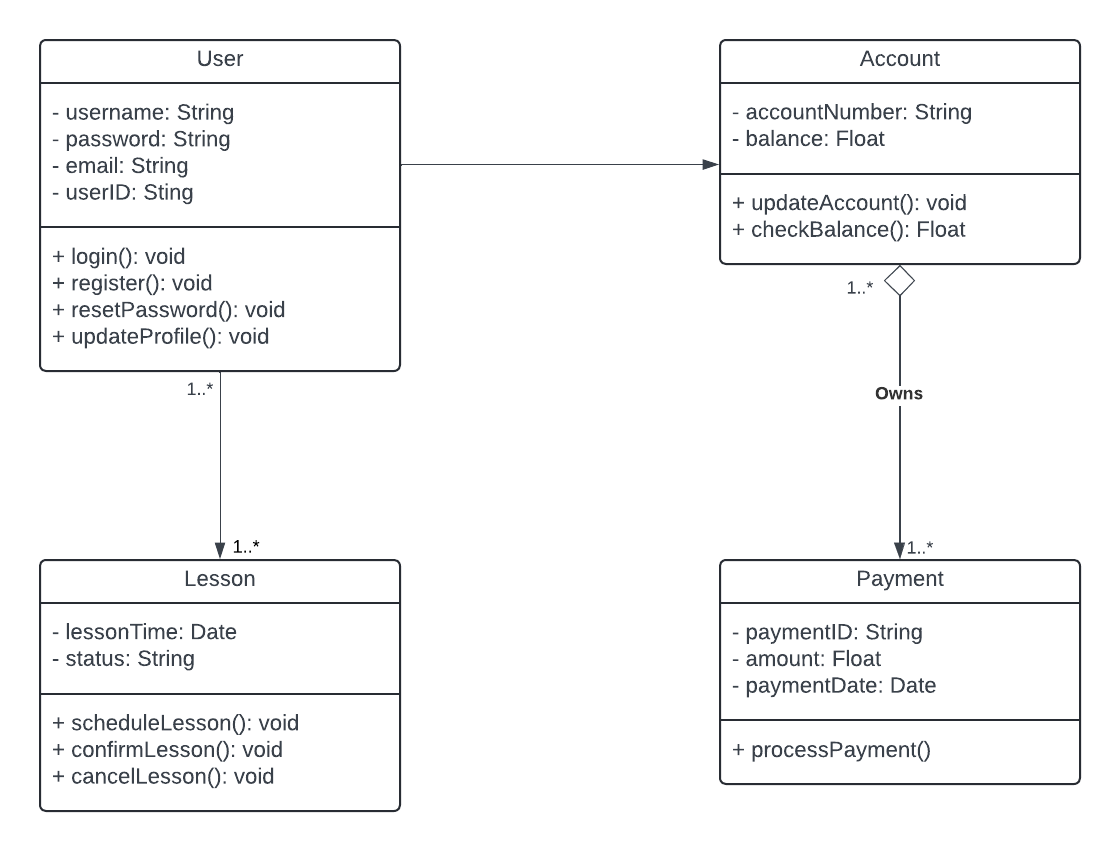 User
- username: String
- password: String
- email: String
- userID: Sting
+ login(): void
+ register(): void
+ resetPassword(): void
+ updateProfile(): void
Account
- accountNumber: String
- balance: Float
+ updateAccount(): void
+ checkBalance(): Float
1..*
Owns
1..*
1..*
1..*
Lesson
- lessonTime: Date
- status: String
+ scheduleLesson(): void
+ confirmLesson(): void
+ cancelLesson(): void
Payment
- paymentID: String
- amount: Float
- paymentDate: Date
+ processPayment()